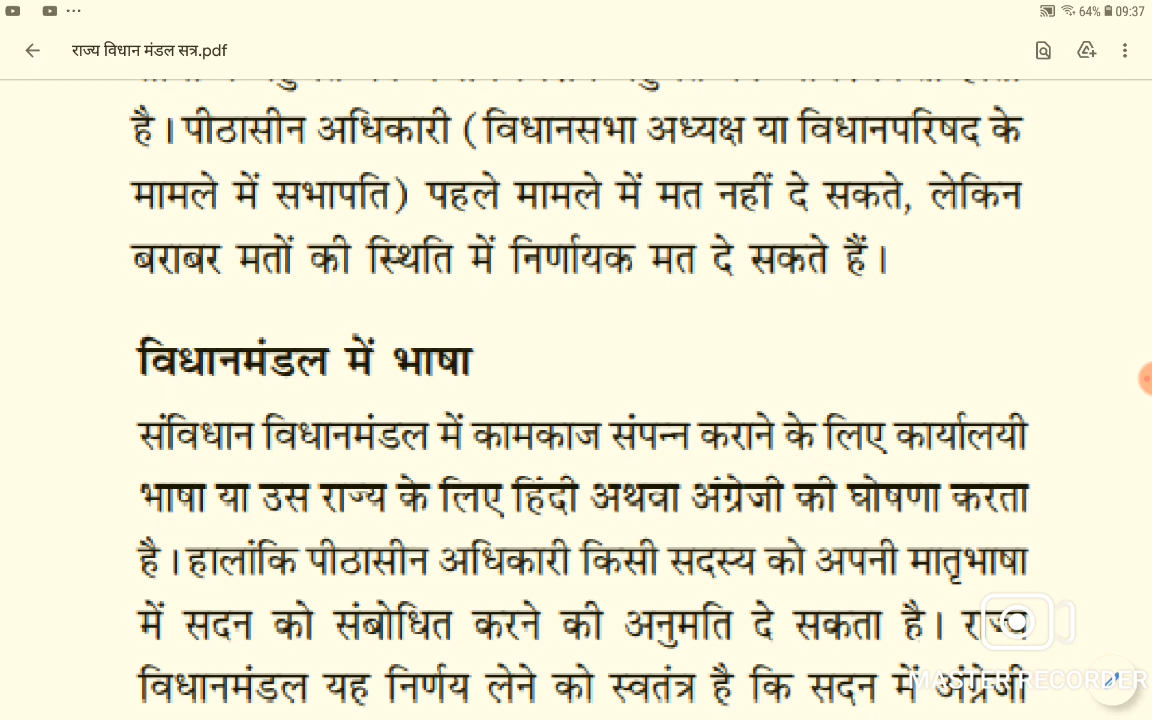 64% 09:37
राज्य विधान मंडल सत्र.pdf
है। पीठासीन अधिकारी (विधानसभा अध्यक्ष या विधानपरिषद के
मामले में सभापति) पहले मामले में मत नहीं दे सकते, लेकिन
बराबर मतों की स्थिति में निर्णायक मत दे सकते हैं।
विधानमंडल में भाषा
संविधान विधानमंडल में कामकाज संपन्न कराने के लिए कार्यालयी
भाषा या उस राज्य के लिए हिंदी अथवा अंग्रेजी की घोषणा करता
है। हालांकि पीठासीन अधिकारी किसी सदस्य को अपनी मातृभाषा
में सदन को संबोधित करने की अनुमति दे सकता है। राज्य
विधानमंडल यह निर्णय लेने को स्वतंत्र है कि सदन में अंग्रेजी
MASTER RECORDER